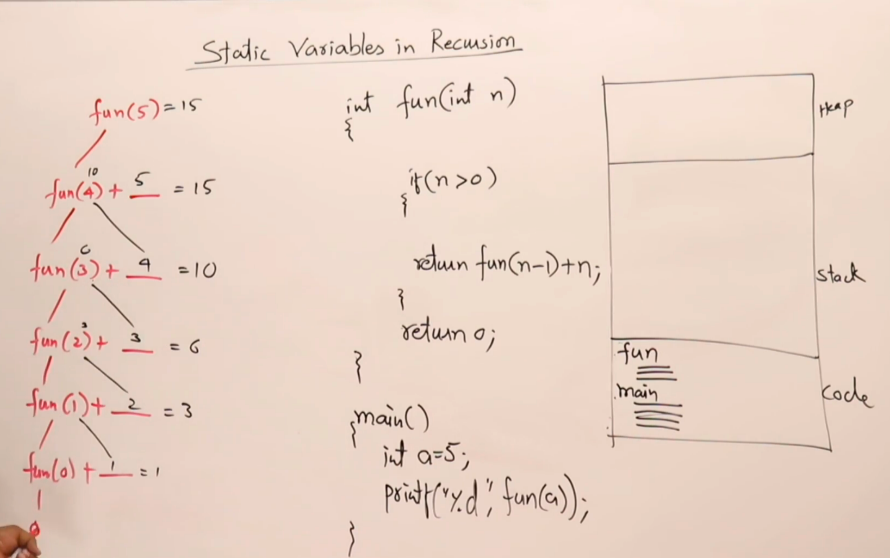 Static Variables in Recursion
fun(5) = 15
10
fun(4) + 5 = 15
6
fun(3) + 4 = 10
3
fun(2) + 3 = 6
fun(1) + 2 = 3
fun(0) + 1 = 1
0
int fun(int n)
{
if(n >0)
{
return fun(n-1)+n;
}
return 0;
}
main()
{
int a=5;
printf("%d", fun(a));
}
Heap
Stack
fun
main
Code